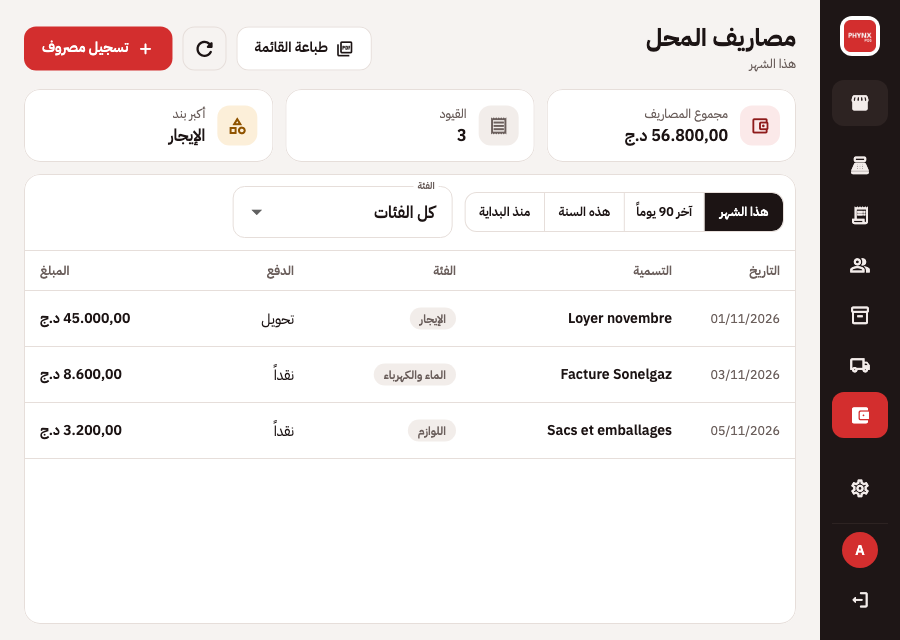 PHYNX
POS
مصاريف المحل
هذا الشهر
طباعة القائمة
تسجيل مصروف
مجموع المصاريف
56.800,00 د.ج
القيود
3
أكبر بند
الإيجار
هذا الشهر
آخر 90 يوماً
هذه السنة
منذ البداية
الفئة
كل الفئات
التاريخ التسمية الفئة الدفع المبلغ
01/11/2026 Loyer novembre الإيجار تحويل 45.000,00 د.ج
03/11/2026 Facture Sonelgaz الماء والكهرباء نقداً 8.600,00 د.ج
05/11/2026 Sacs et emballages اللوازم نقداً 3.200,00 د.ج
A